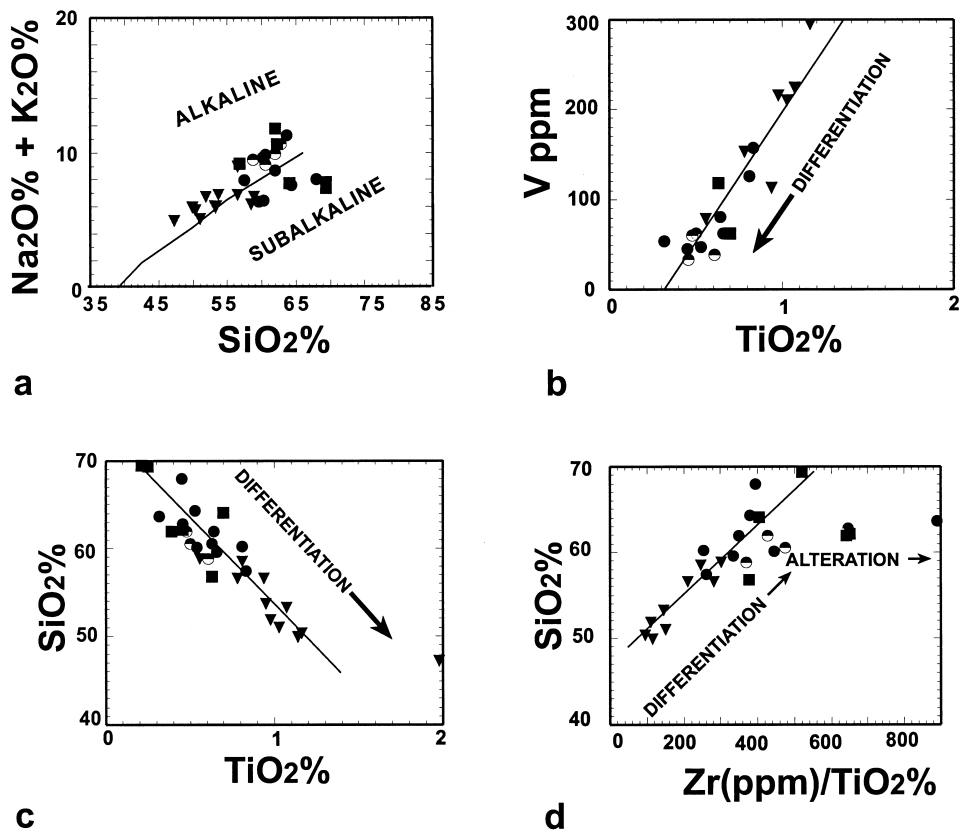 20
10
0
Na2O% + K2O%
ALKALINE
SUBALKALINE
35 45 55 65 75 85
SiO2%
a
300
200
100
0
V ppm
DIFFERENTIATION
0 1 2
TiO2%
b
70
60
50
40
SiO2%
DIFFERENTIATION
0 1 2
TiO2%
c
70
60
50
40
SiO2%
DIFFERENTIATION
ALTERATION
0 200 400 600 800
Zr(ppm)/TiO2%
d